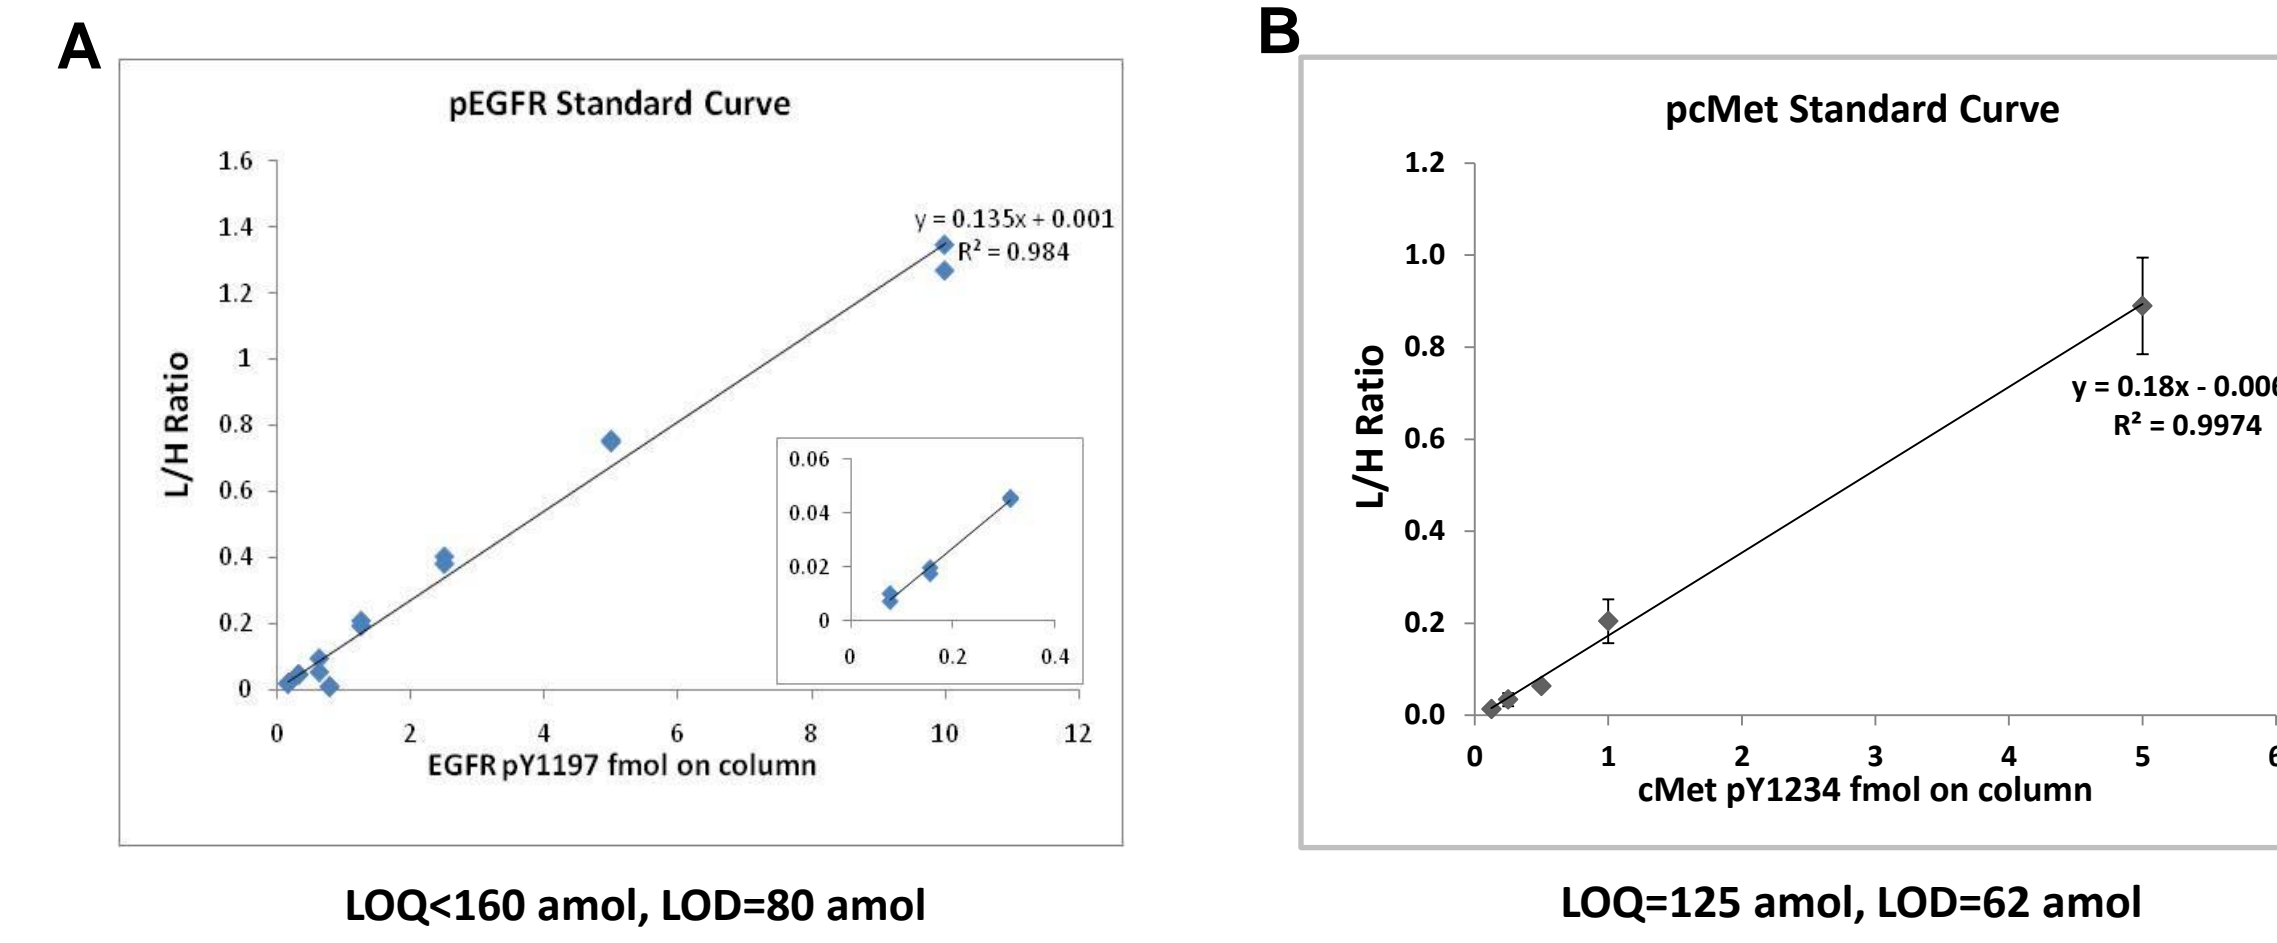 A
pEGFR Standard Curve
1.6
1.4
1.2
1
0.8
0.6
0.4
0.2
0
L/H Ratio
y = 0.135x + 0.001
R² = 0.984
0.06
0.04
0.02
0
0 0.2 0.4
0 2 4 6 8 10 12
EGFR pY1197 fmol on column
LOQ<160 amol, LOD=80 amol
B
pcMet Standard Curve
1.2
1.0
0.8
0.6
0.4
0.2
0.0
L/H Ratio
y = 0.18x - 0.006
R² = 0.9974
0 1 2 3 4 5 6
cMet pY1234 fmol on column
LOQ=125 amol, LOD=62 amol